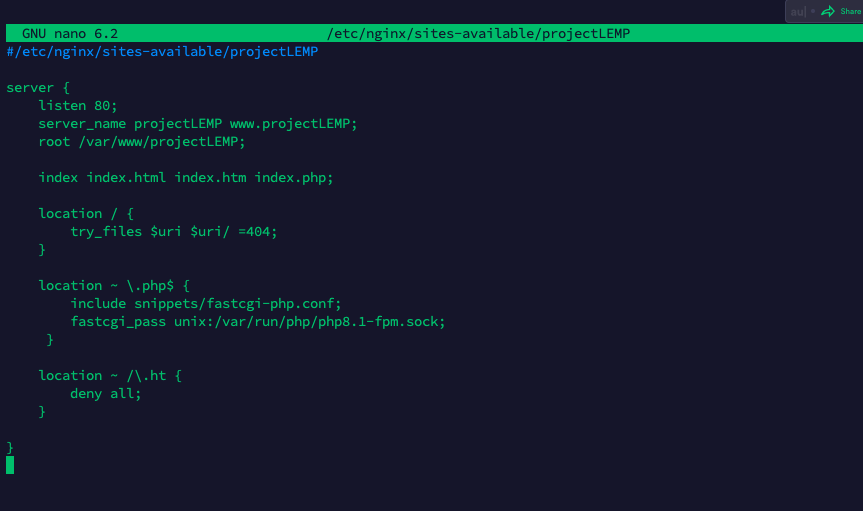 Share
GNU nano 6.2 /etc/nginx/sites-available/projectLEMP
#/etc/nginx/sites-available/projectLEMP
server {
listen 80;
server_name projectLEMP www.projectLEMP;
root /var/www/projectLEMP;
index index.html index.htm index.php;
location / {
try_files $uri $uri/ =404;
}
location ~ \.php$ {
include snippets/fastcgi-php.conf;
fastcgi_pass unix:/var/run/php/php8.1-fpm.sock;
}
location ~ /\.ht {
deny all;
}
}